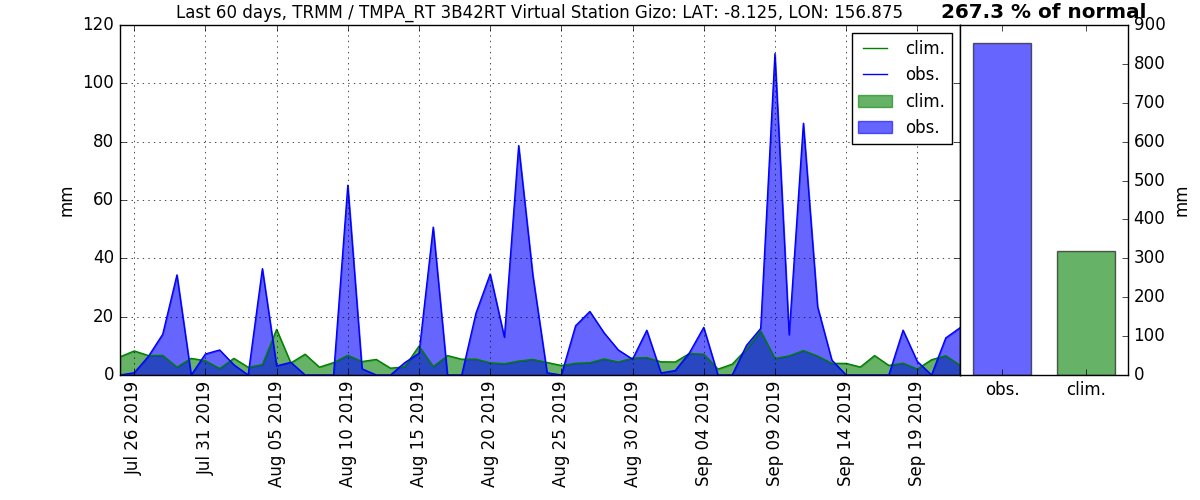 Last 60 days, TRMM / TMPA_RT 3B42RT Virtual Station Gizo: LAT: -8.125, LON: 156.875
267.3 % of normal
120
100
80
60
40
20
0
mm
clim.
obs.
clim.
obs.
900
800
700
600
500
400
300
200
100
0
mm
Jul 26 2019
Jul 31 2019
Aug 05 2019
Aug 10 2019
Aug 15 2019
Aug 20 2019
Aug 25 2019
Aug 30 2019
Sep 04 2019
Sep 09 2019
Sep 14 2019
Sep 19 2019
obs.
clim.